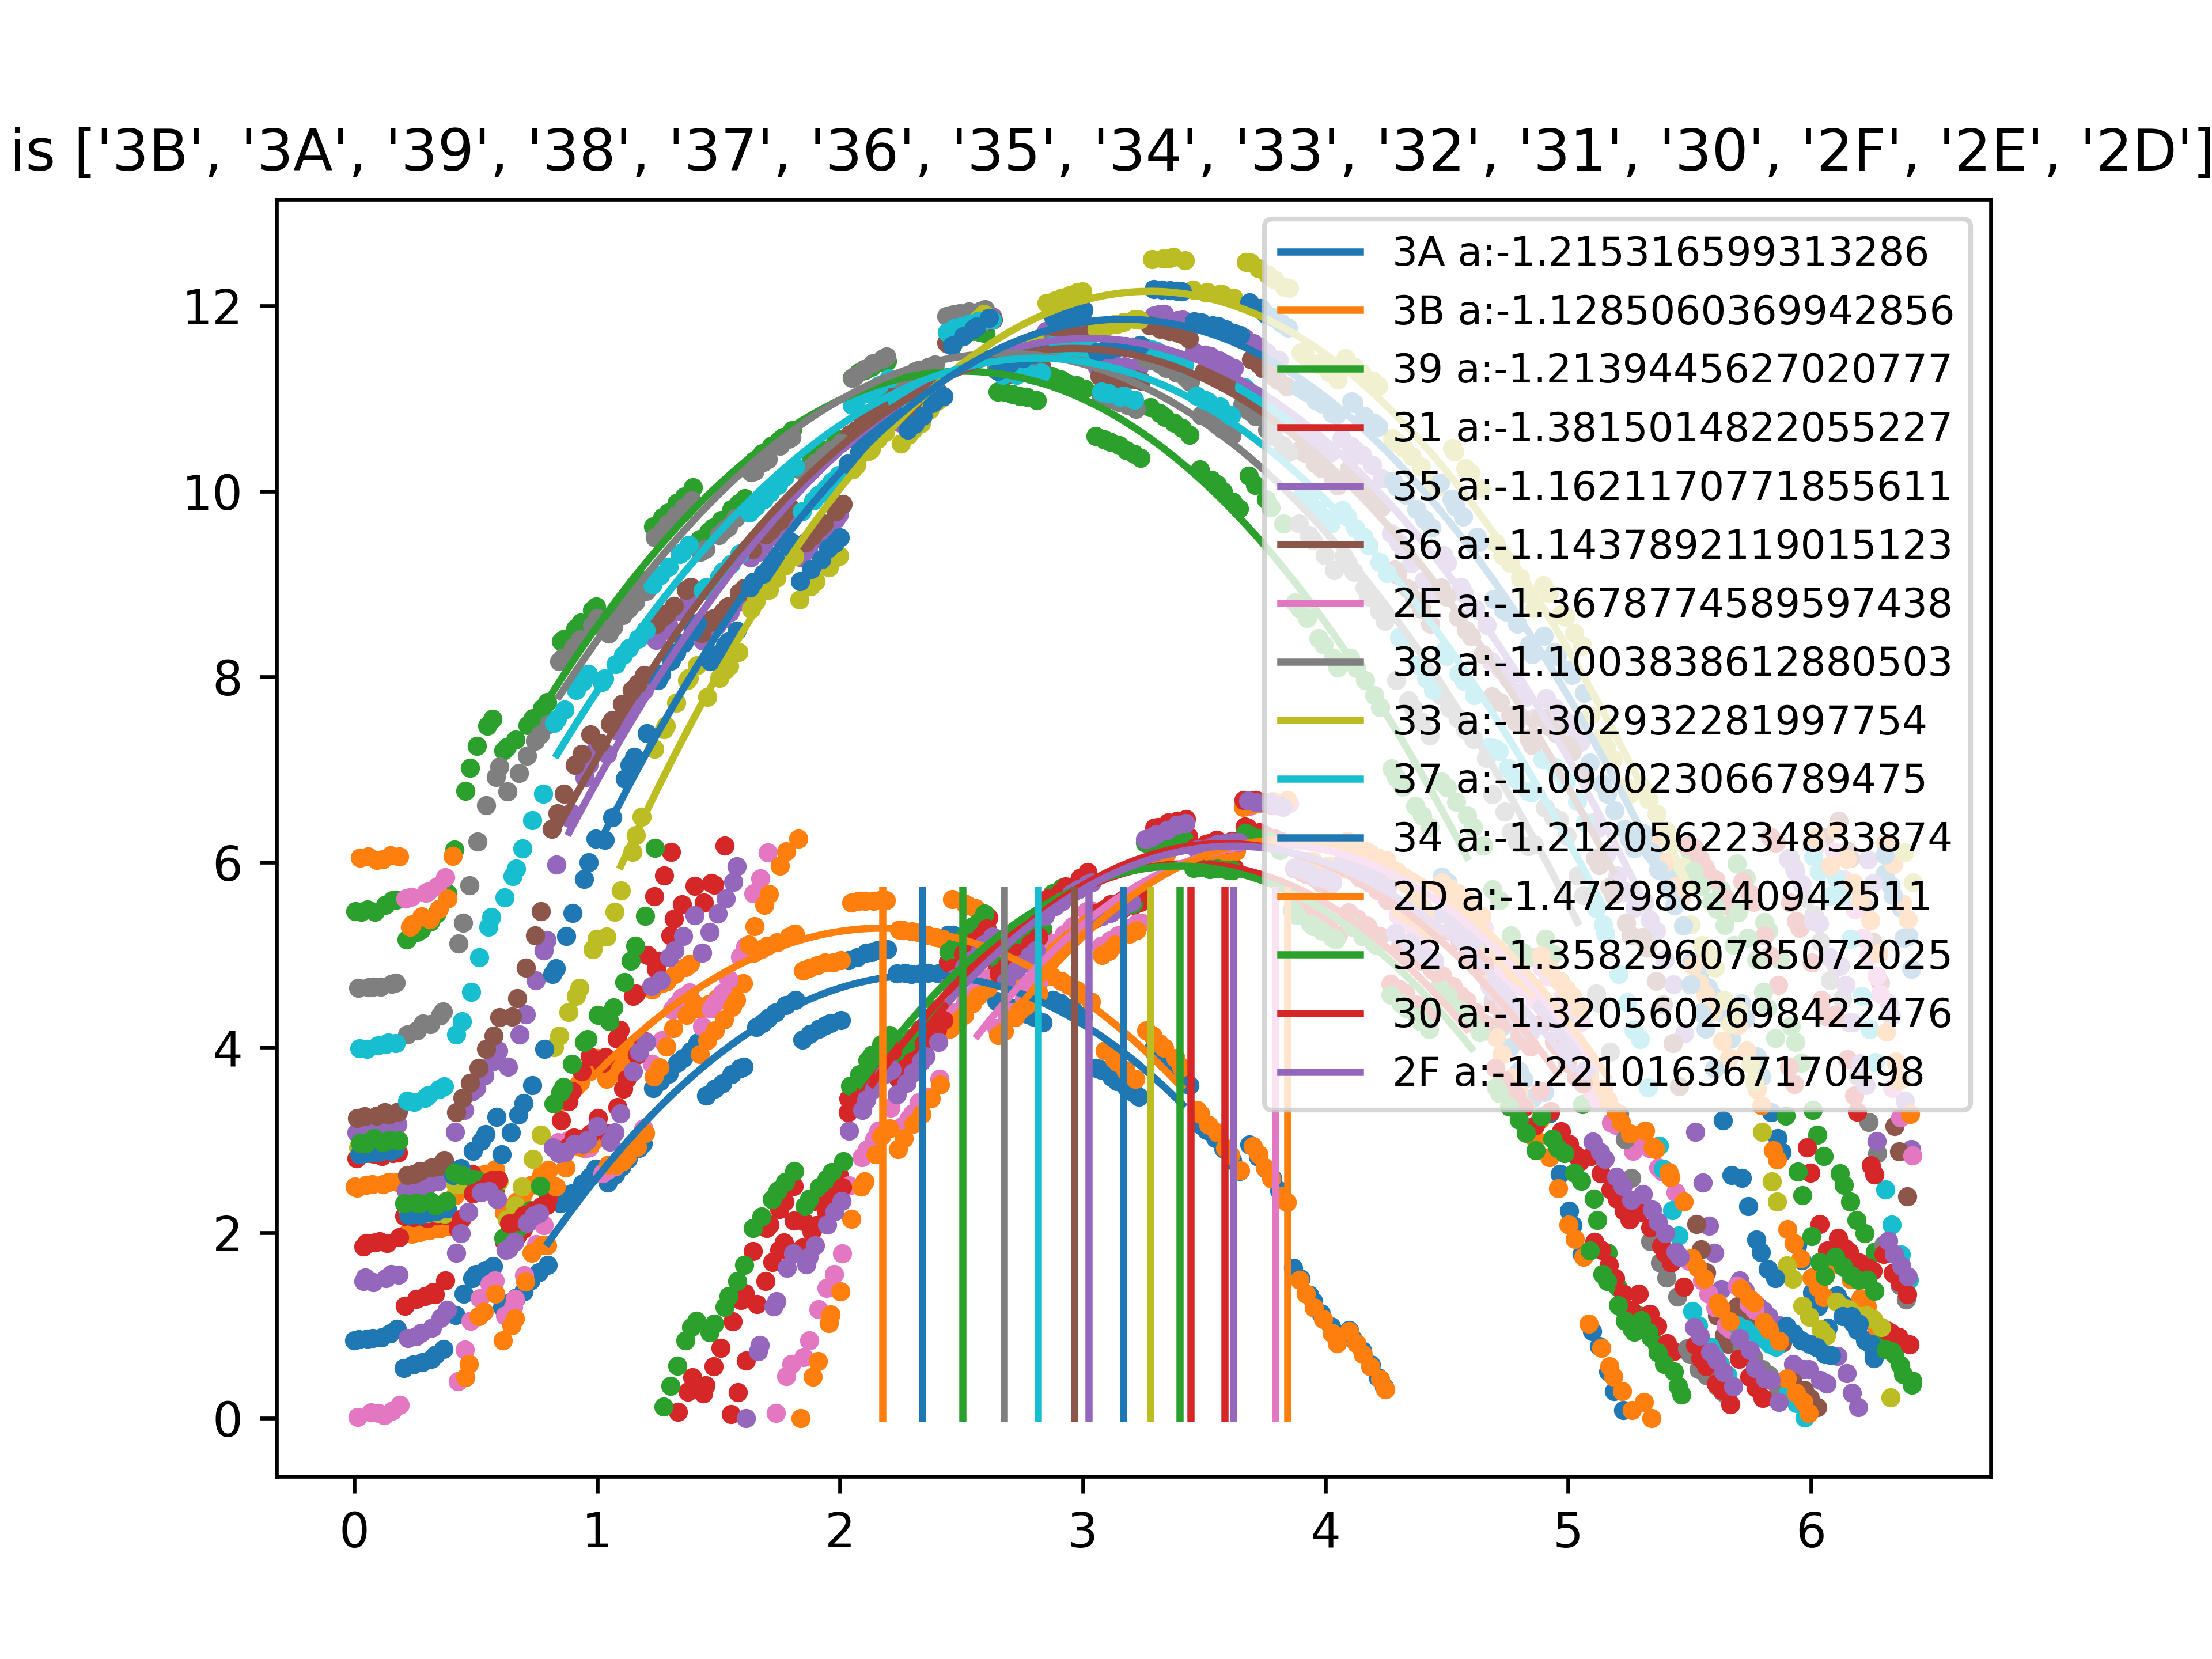 is ['3B', '3A', '39', '38', '37', '36', '35', '34', '33', '32', '31', '30', '2F', '2E', '2D']
3A a:-1.215316599313286
3B a:-1.1285060369942856
39 a:-1.2139445627020777
31 a:-1.3815014822055227
35 a:-1.1621170771855611
36 a:-1.1437892119015123
2E a:-1.3678774589597438
38 a:-1.1003838612880503
33 a:-1.302932281997754
37 a:-1.090023066789475
34 a:-1.2120562234833874
2D a:-1.472988240942511
32 a:-1.3582960785072025
30 a:-1.3205602698422476
2F a:-1.221016367170498
12
10
8
6
4
2
0
0 1 2 3 4 5 6